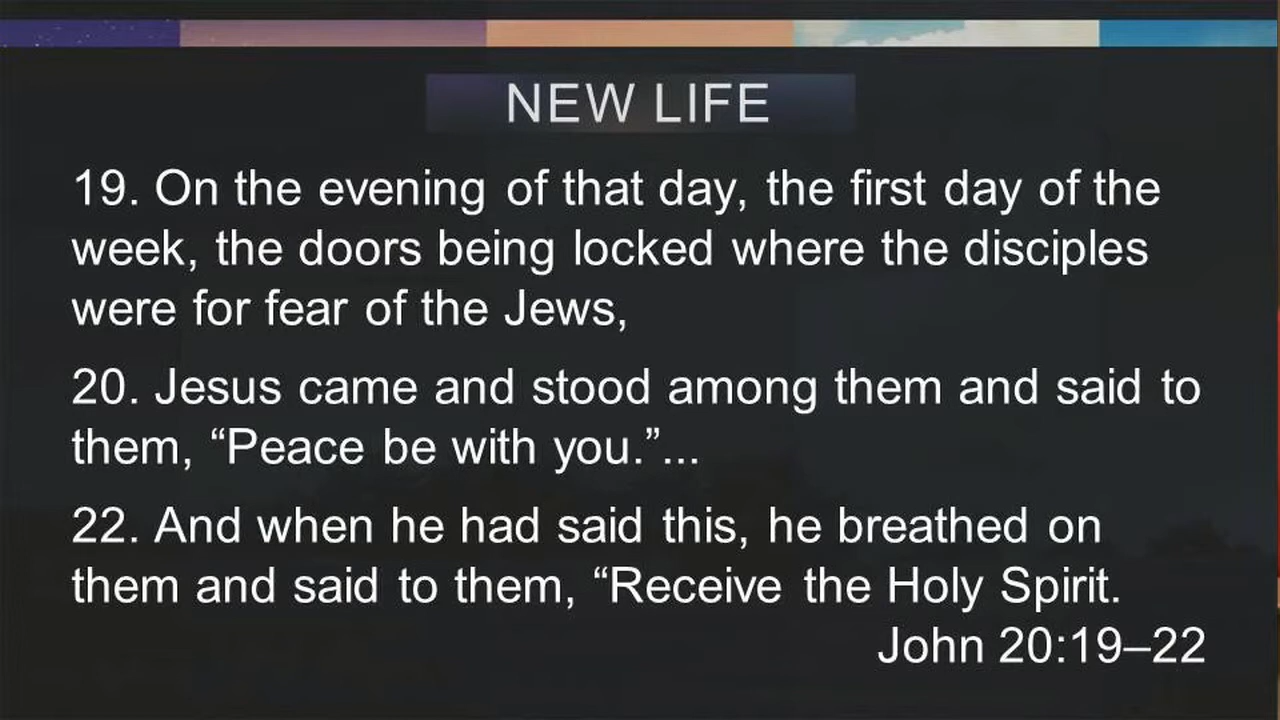 NEW LIFE
19. On the evening of that day, the first day of the
week, the doors being locked where the disciples
were for fear of the Jews,
20. Jesus came and stood among them and said to
them, “Peace be with you.”...
22. And when he had said this, he breathed on
them and said to them, “Receive the Holy Spirit.
John 20:19–22